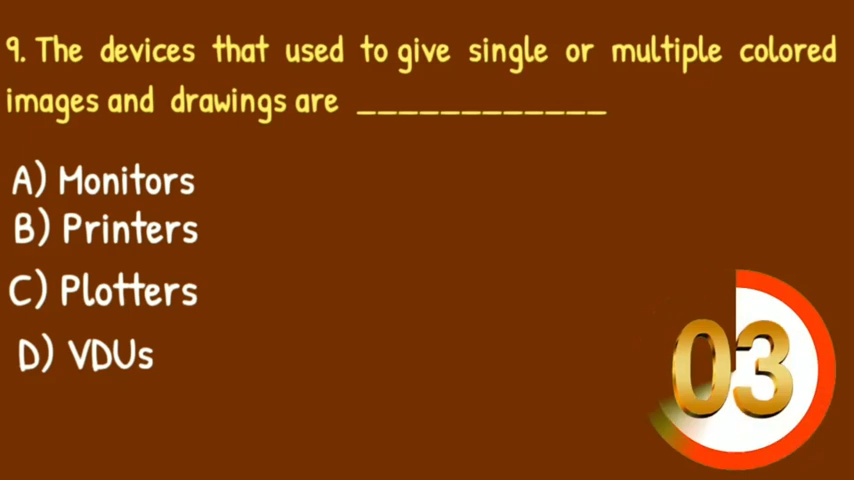 9. The devices that used to give single or multiple colored
images and drawings are ____________
A) Monitors
B) Printers
C) Plotters
D) VDUs
03